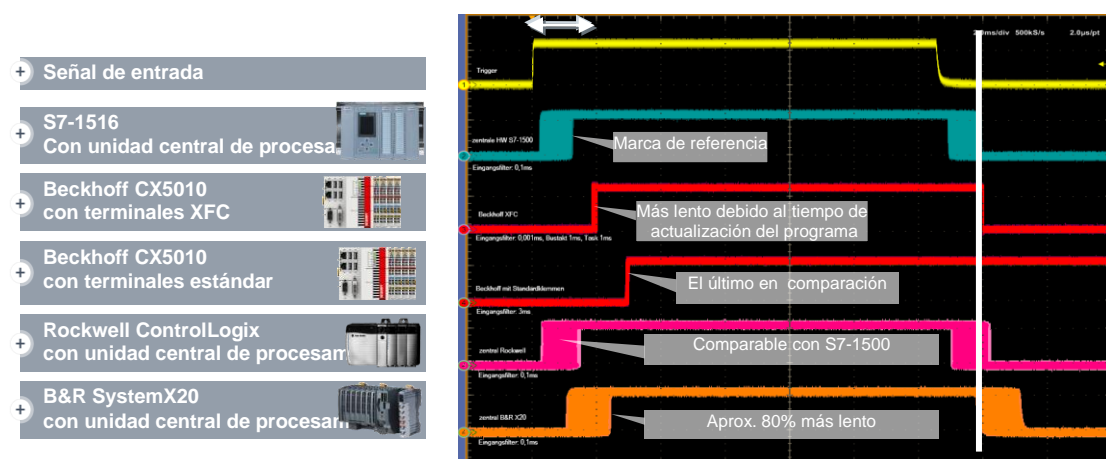 Señal de entrada
S7-1516
Con unidad central de procesa
Beckhoff CX5010
con terminales XFC
Beckhoff CX5010
con terminales estándar
Rockwell ControlLogix
con unidad central de procesam
B&R SystemX20
con unidad central de procesam
500kS/s
2.0µs/pt
Trigger
zentrale HW S7-1500
Marca de referencia
Eingangsfilter: 0,1ms
Beckhoff XFC
Más lento debido al tiempo de
actualización del programa
Eingangsfilter: 0,001ms, Bustakt 1ms, Task 1ms
Beckhoff mit Standardklemmen
El último en comparación
Eingangsfilter: 3ms
zentral Rockwell
Comparable con S7-1500
Eingangsfilter: 0,1ms
zentral B&R X20
Aprox. 80% más lento
Eingangsfilter: 0,1ms